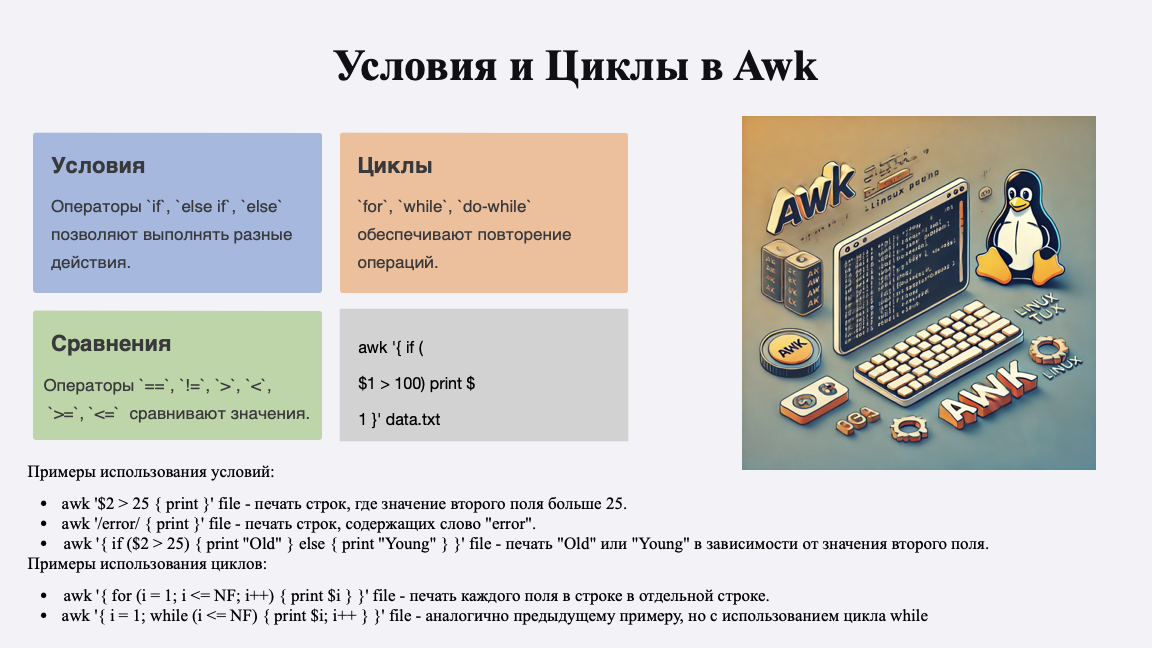 Условия и Циклы в Awk
Условия
Операторы `if`, `else if`, `else`
позволяют выполнять разные
действия.
Циклы
`for`, `while`, `do-while`
обеспечивают повторение
операций.
Сравнения
Операторы `==`, `!=`, `>`, `<`,
`>=`, `<=` сравнивают значения.
awk '{ if (
$1 > 100) print $
1 }' data.txt
Awk
LINUX
TUX
AWK
LINUX
AWK
Примеры использования условий:
• awk '$2 > 25 { print }' file - печать строк, где значение второго поля больше 25.
• awk '/error/ { print }' file - печать строк, содержащих слово "error".
• awk '{ if ($2 > 25) { print "Old" } else { print "Young" } }' file - печать "Old" или "Young" в зависимости от значения второго поля.
Примеры использования циклов:
• awk '{ for (i = 1; i <= NF; i++) { print $i } }' file - печать каждого поля в строке в отдельной строке.
• awk '{ i = 1; while (i <= NF) { print $i; i++ } }' file - аналогично предыдущему примеру, но с использованием цикла while